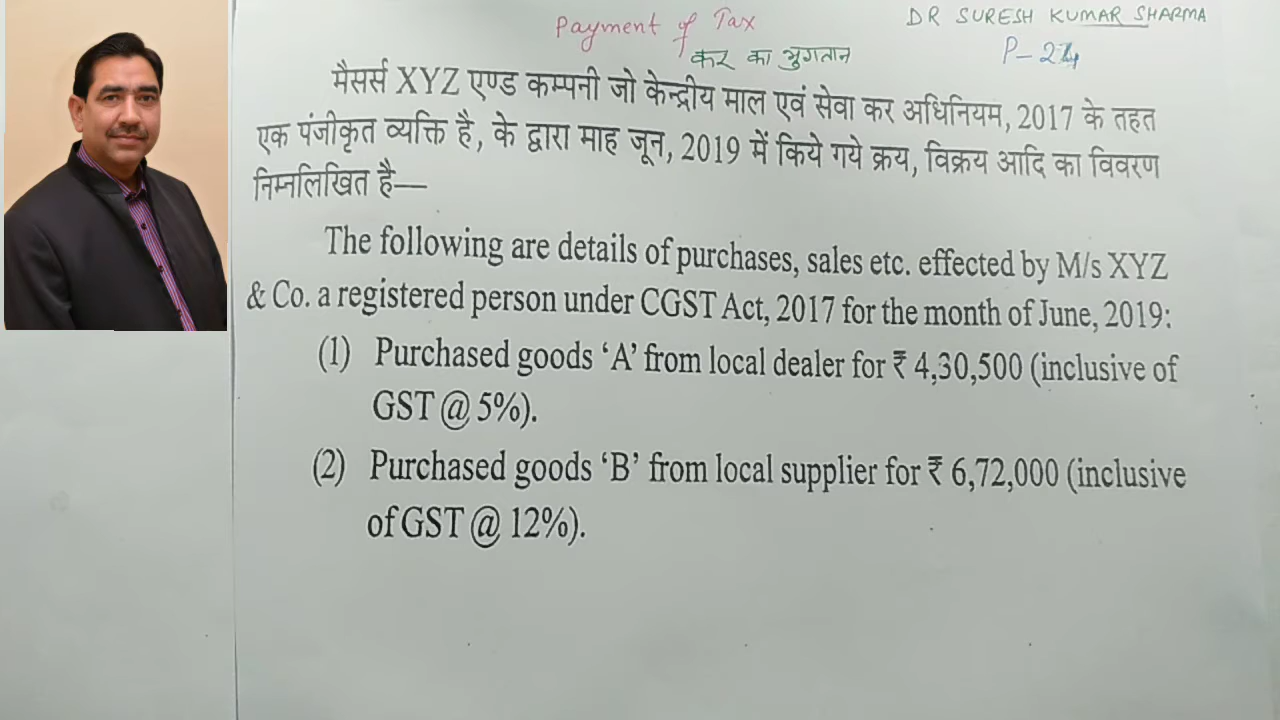 Payment of Tax
DR SURESH KUMAR SHARMA
कर का भुगतान
P-24
मैसर्स XYZ एण्ड कम्पनी जो केन्द्रीय माल एवं सेवा कर अधिनियम, 2017 के तहत
एक पंजीकृत व्यक्ति है, के द्वारा माह जून, 2019 में किये गये क्रय, विक्रय आदि का विवरण
निम्नलिखित है—
The following are details of purchases, sales etc. effected by M/s XYZ
& Co. a registered person under CGST Act, 2017 for the month of June, 2019:
(1) Purchased goods ‘A’ from local dealer for ₹ 4,30,500 (inclusive of
GST @ 5%).
(2) Purchased goods ‘B’ from local supplier for ₹ 6,72,000 (inclusive
of GST @ 12%).